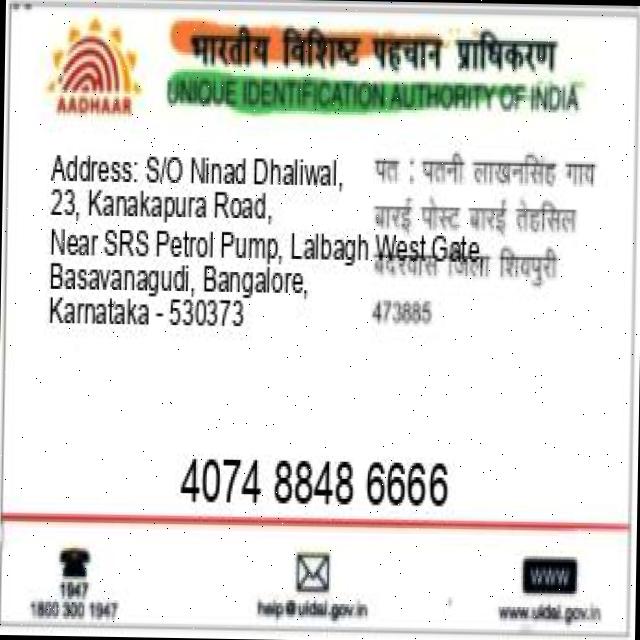 भारतीय विशिष्ट पहचान प्राधिकरण
UNIQUE IDENTIFICATION AUTHORITY OF INDIA
AADHAAR
Address: S/O Ninad Dhaliwal,
23, Kanakapura Road,
Near SRS Petrol Pump, Lalbagh West Gate,
Basavanagudi, Bangalore,
Karnataka - 530373
पता : पतनी लाखनसिंह गाय
बारई पोस्ट बारई तेहसिल
बदरवास जिला शिवपुरी
473885
4074 8848 6666
1947
1800 300 1947
help@uidai.gov.in
WWW
www.uidai.gov.in